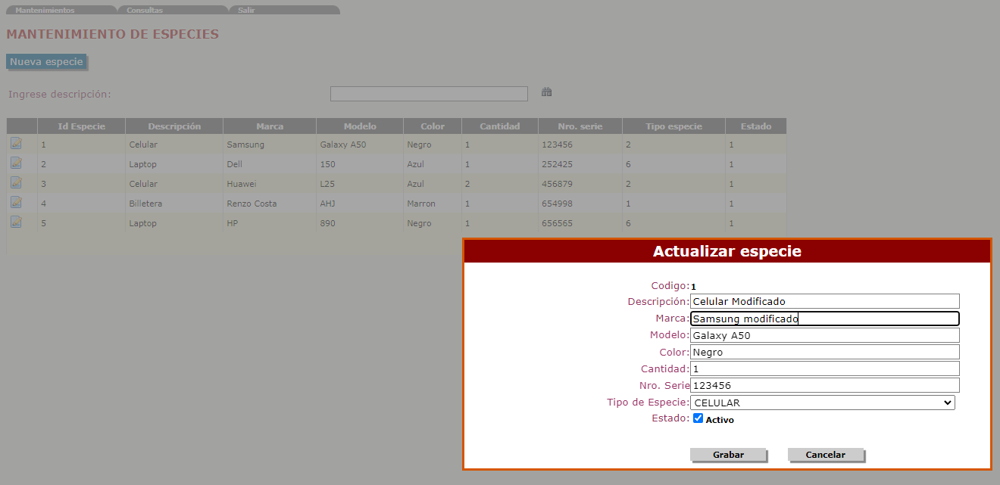 Mantenimientos Consultas Salir
MANTENIMIENTO DE ESPECIES
Nueva especie
Ingrese descripción:
Id Especie Descripción Marca Modelo Color Cantidad Nro. serie Tipo especie Estado
1 Celular Samsung Galaxy A50 Negro 1 123456 2 1
2 Laptop Dell 150 Azul 1 252425 6 1
3 Celular Huawei L25 Azul 2 456879 2 1
4 Billetera Renzo Costa AHJ Marron 1 654998 1 1
5 Laptop HP 890 Negro 1 656565 6 1
Actualizar especie
Codigo: 1
Descripción: Celular Modificado
Marca: Samsung modificado
Modelo: Galaxy A50
Color: Negro
Cantidad: 1
Nro. Serie 123456
Tipo de Especie: CELULAR
Estado: Activo
Grabar Cancelar